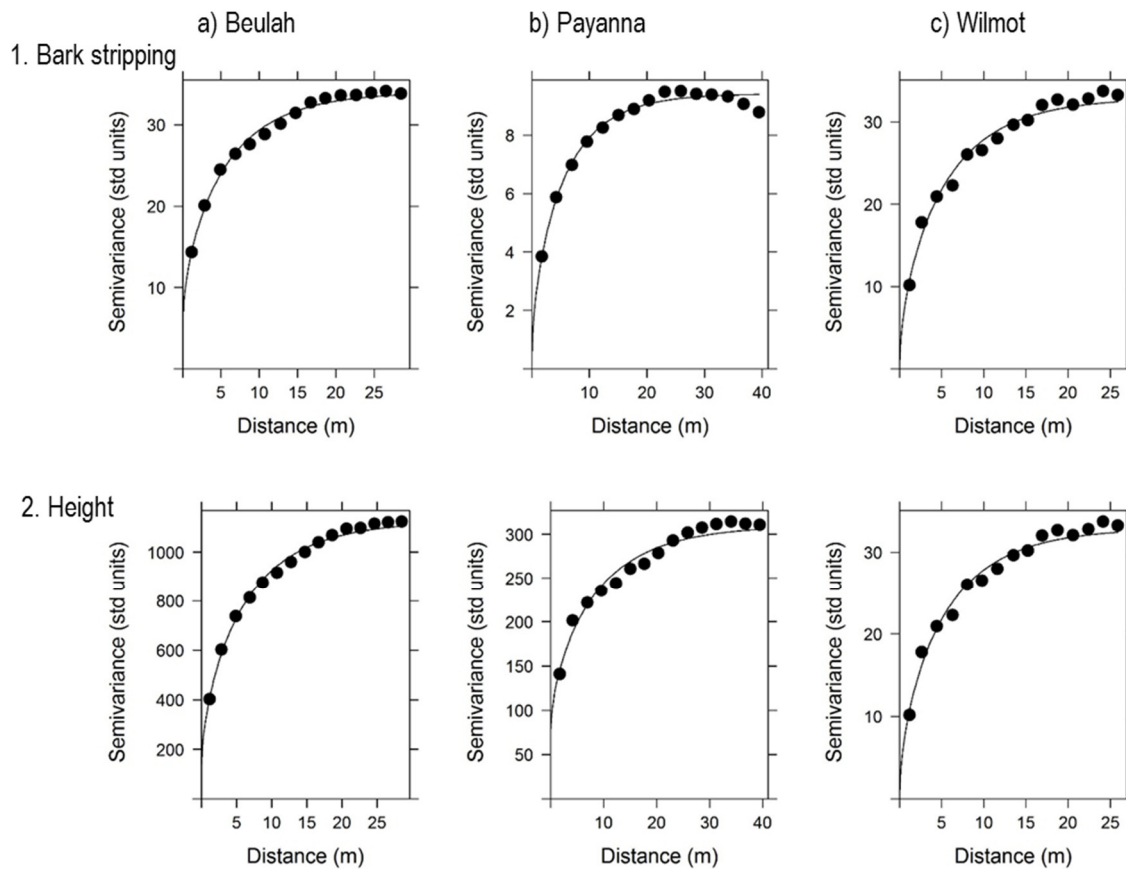 a) Beulah
b) Payanna
c) Wilmot
1. Bark stripping
Semivariance (std units)
30
20
10
5 10 15 20 25
Distance (m)
Semivariance (std units)
8
6
4
2
10 20 30 40
Distance (m)
Semivariance (std units)
30
20
10
5 10 15 20 25
Distance (m)
2. Height
Semivariance (std units)
1000
800
600
400
200
5 10 15 20 25
Distance (m)
Semivariance (std units)
300
250
200
150
100
50
10 20 30 40
Distance (m)
Semivariance (std units)
30
20
10
5 10 15 20 25
Distance (m)